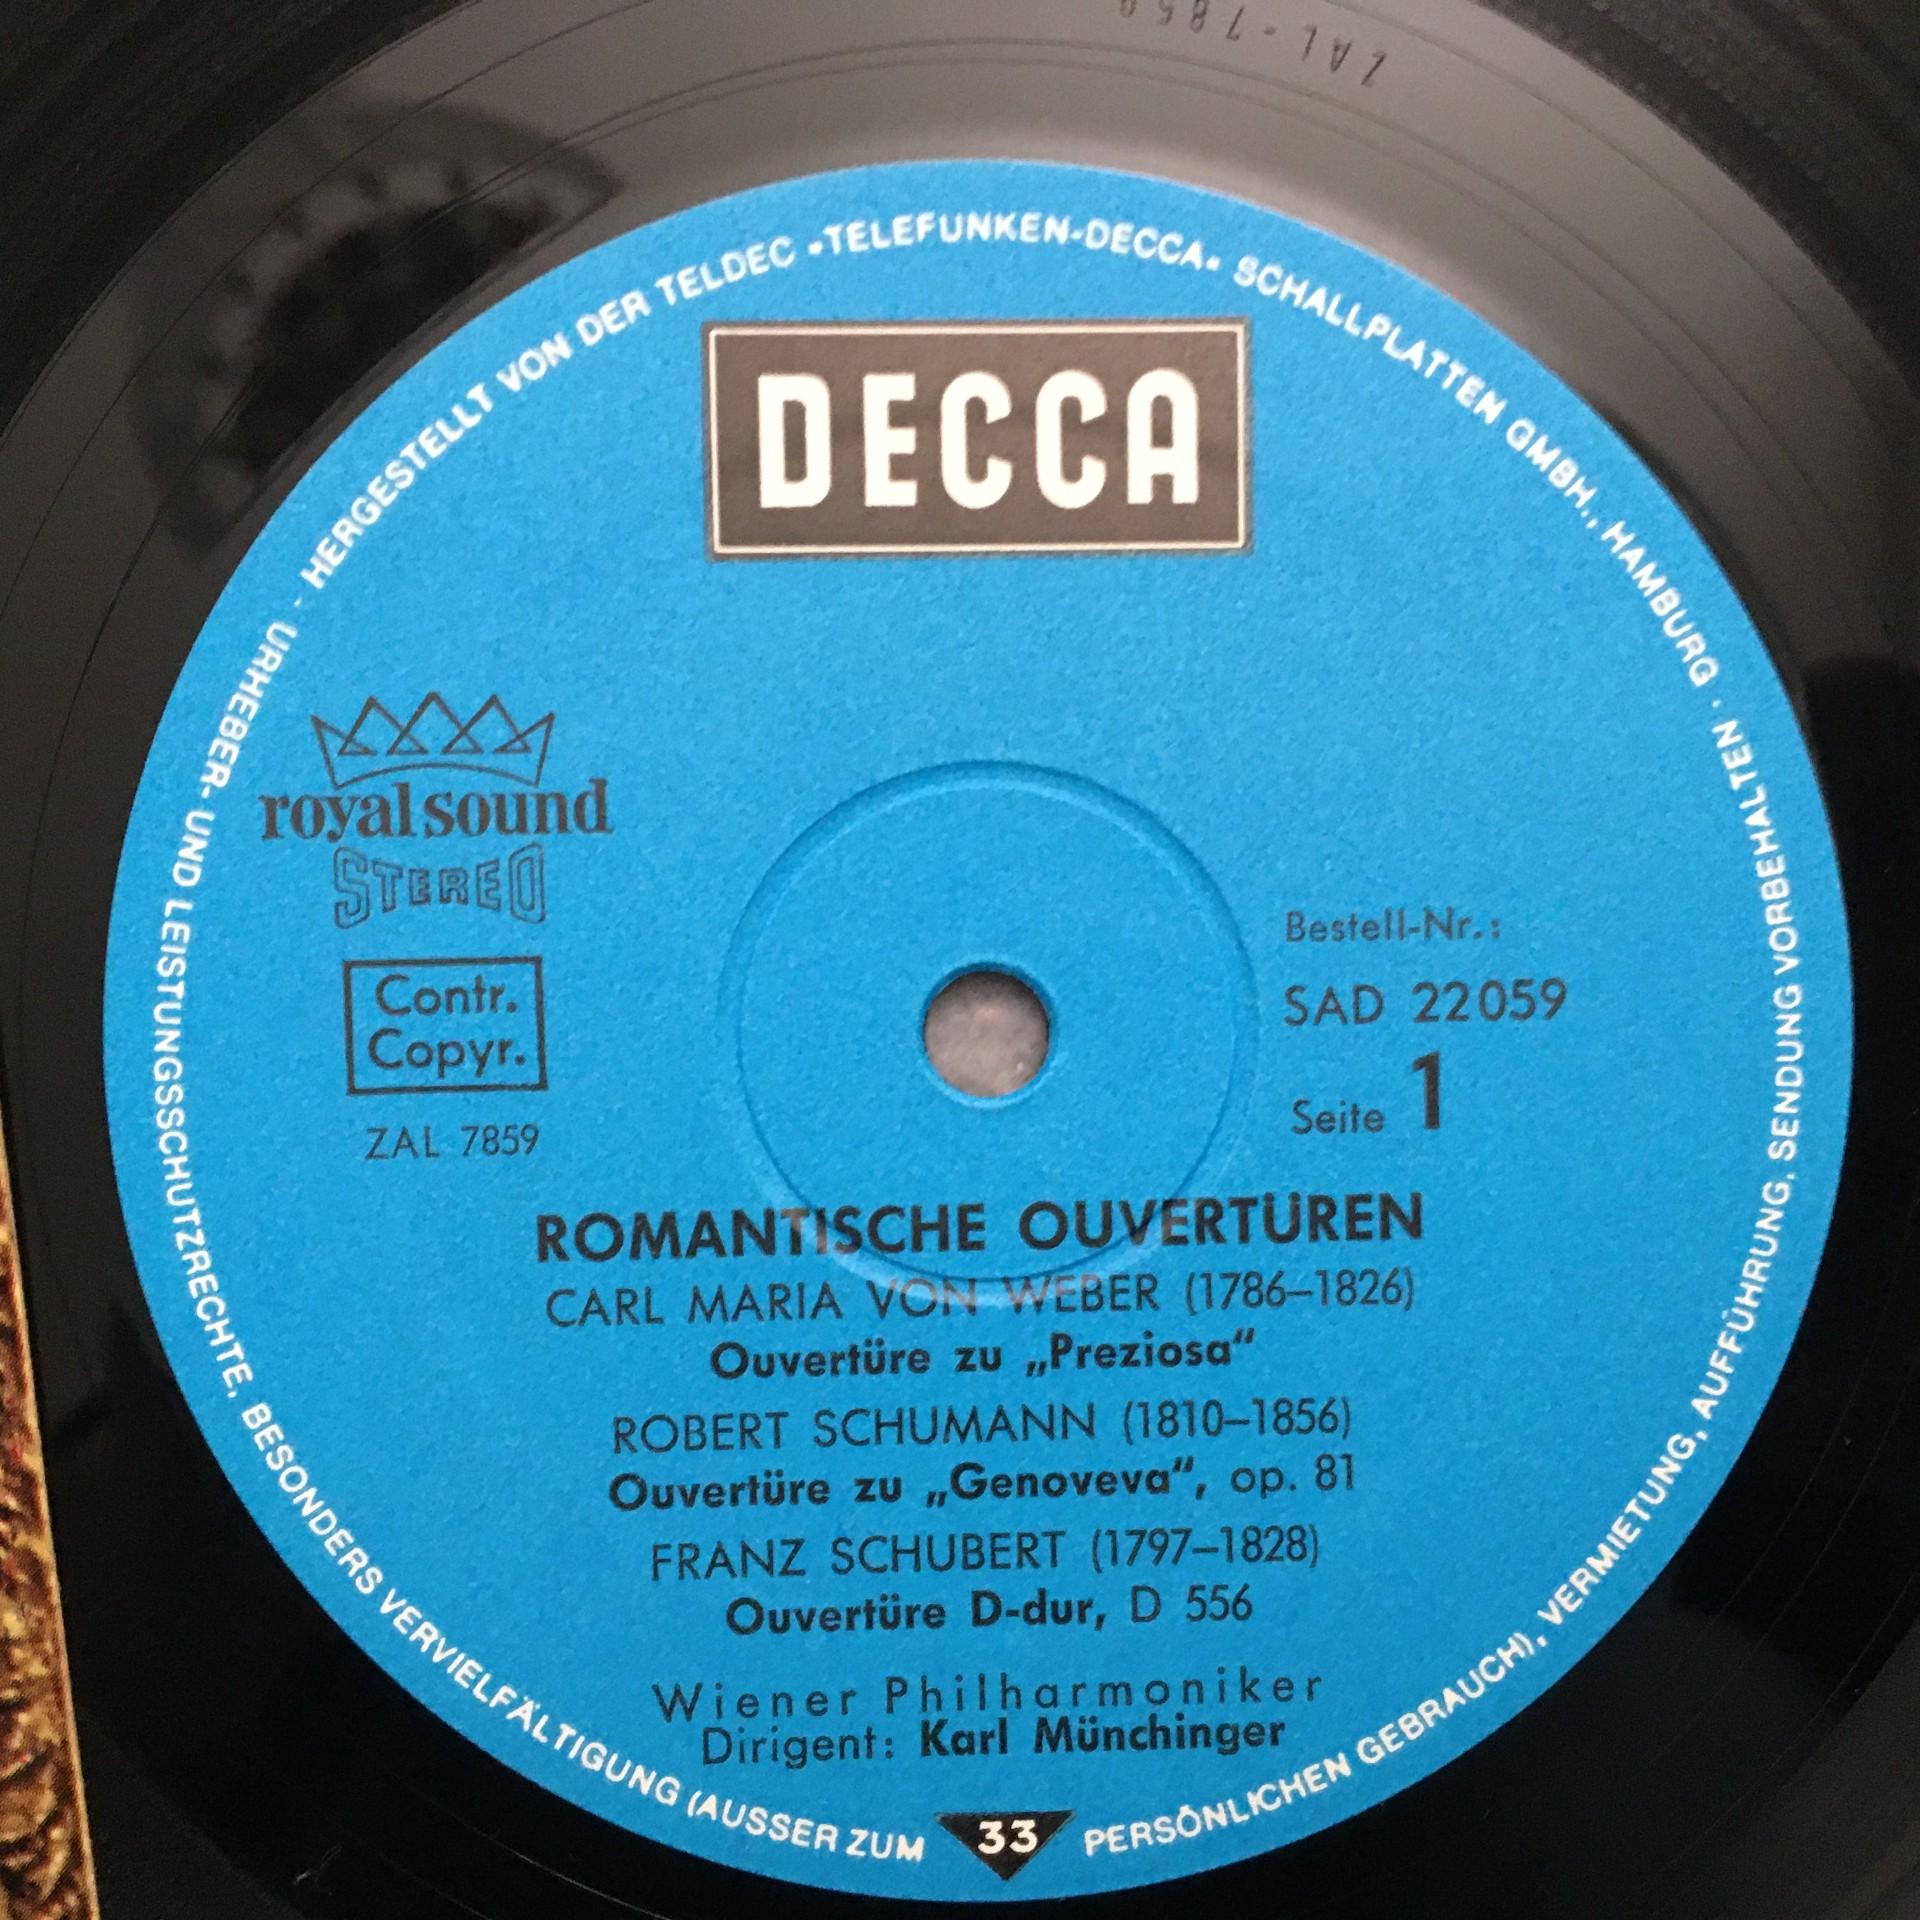 ZAL-7859
HERGESTELLT VON DER TELDEC »TELEFUNKEN-DECCA« SCHALLPLATTEN GMBH., HAMBURG · URHEBER- UND LEISTUNGSSCHUTZRECHTE, BESONDERS VERVIELFÄLTIGUNG (AUSSER ZUM PERSÖNLICHEN GEBRAUCH), VERMIETUNG, AUFFÜHRUNG, SENDUNG VORBEHALTEN ·
DECCA
royal sound
STEREO
Contr.
Copyr.
ZAL 7859
Bestell-Nr.:
SAD 22059
Seite 1
ROMANTISCHE OUVERTÜREN
CARL MARIA VON WEBER (1786–1826)
Ouvertüre zu „Preziosa“
ROBERT SCHUMANN (1810–1856)
Ouvertüre zu „Genoveva“, op. 81
FRANZ SCHUBERT (1797–1828)
Ouvertüre D-dur, D 556
Wiener Philharmoniker
Dirigent: Karl Münchinger
33